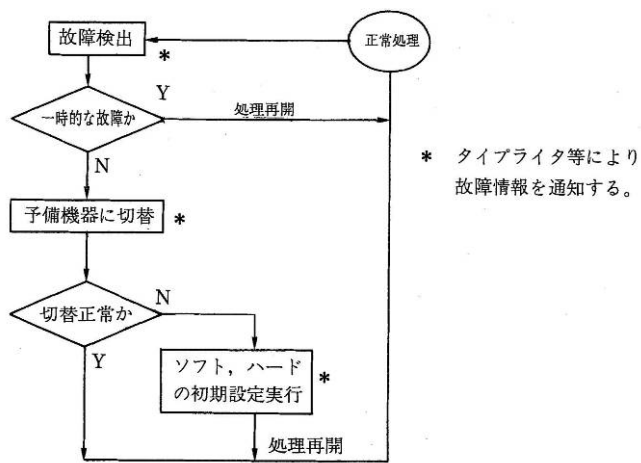 故障検出
*
正常処理
一時的な故障か
Y
処理再開
N
* タイプライタ等により
故障情報を通知する。
予備機器に切替
*
切替正常か
N
Y
ソフト，ハード
の初期設定実行
*
処理再開